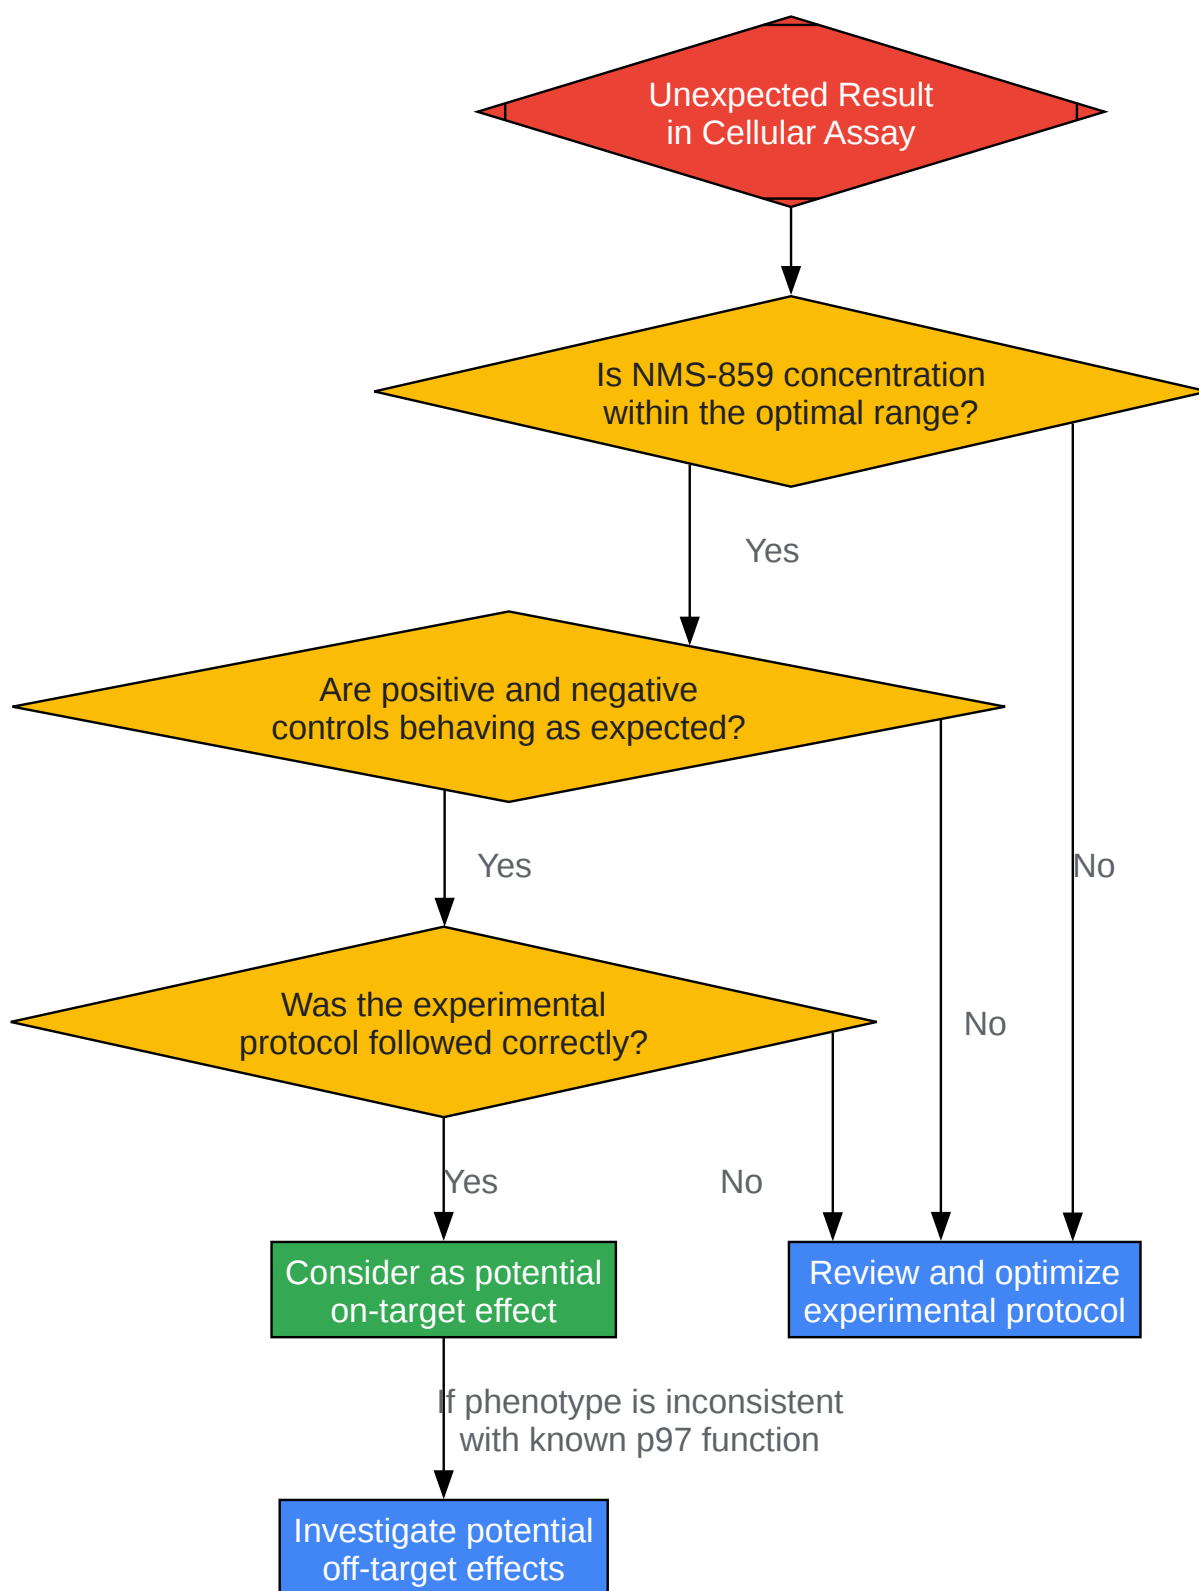 Unexpected Result
in Cellular Assay
Is NMS-859 concentration
within the optimal range?
Yes
Are positive and negative
controls behaving as expected?
Yes
No
Was the experimental
protocol followed correctly?
No
Yes
No
Consider as potential
on-target effect
Review and optimize
experimental protocol
If phenotype is inconsistent
with known p97 function
Investigate potential
off-target effects